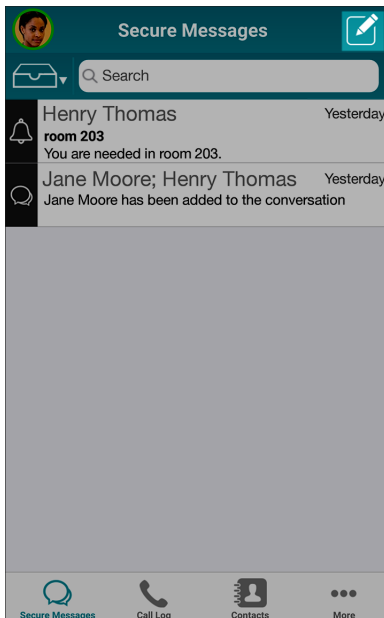 Secure Messages
Search
Henry Thomas Yesterday
room 203
You are needed in room 203.
Jane Moore; Henry Thomas Yesterday
Jane Moore has been added to the conversation
Secure Messages Call Log Contacts More